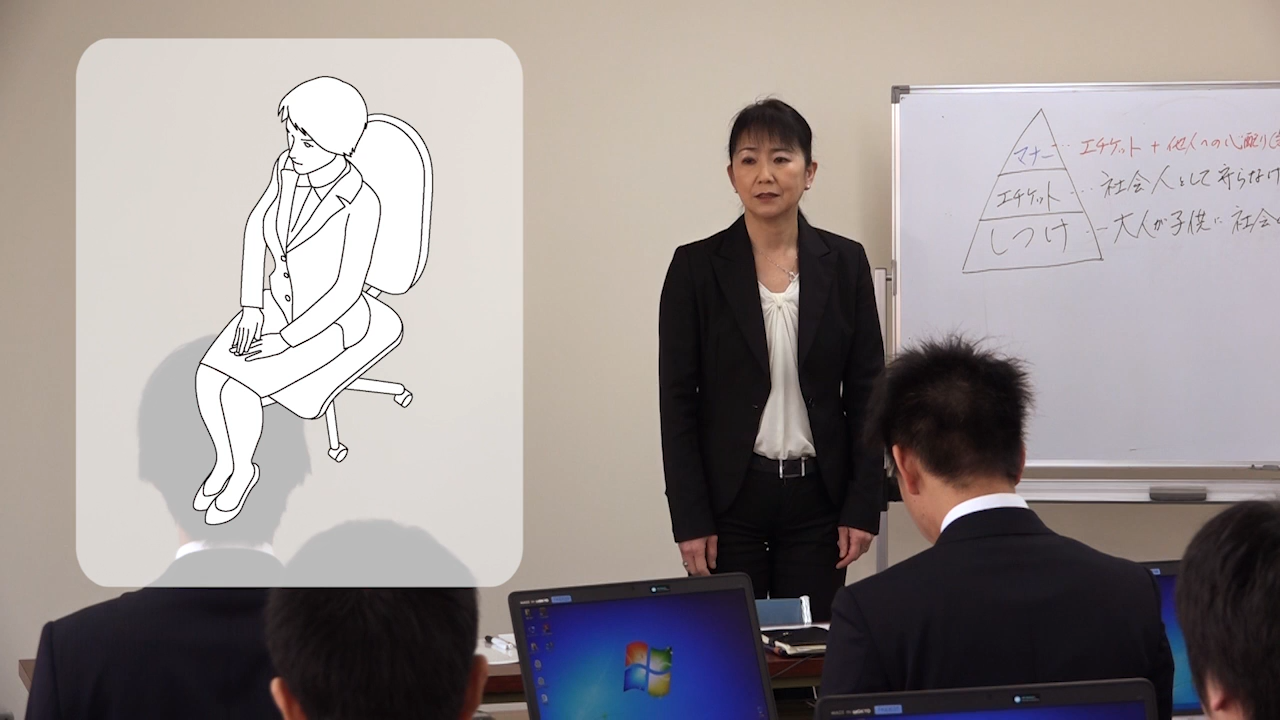 マナー … エチケット + 他人への心配り(
エチケット … 社会人として守らなけ
しつけ … 大人が子供に 社会